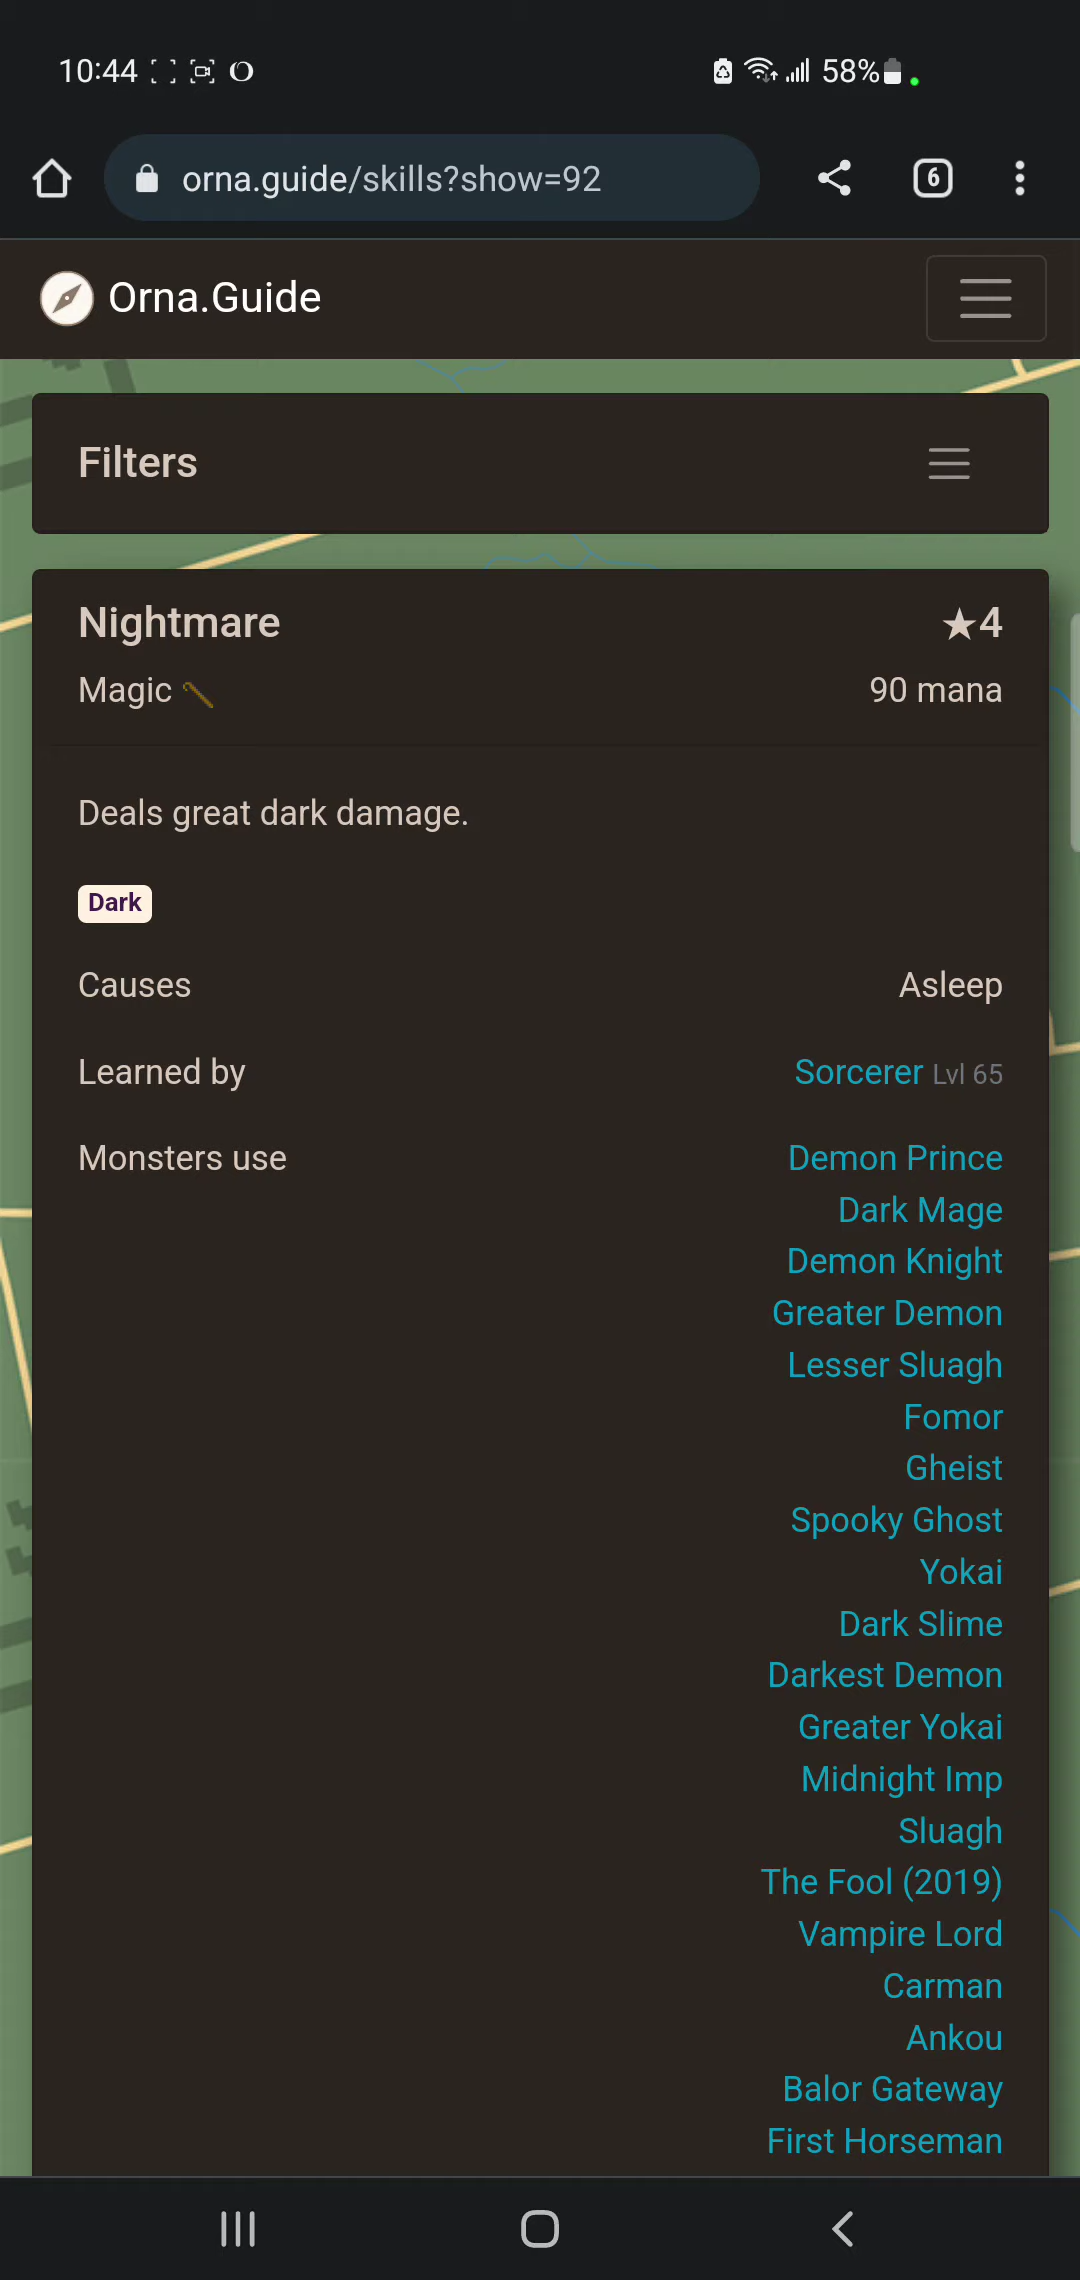 10:44 58%
orna.guide/skills?show=92 6
Orna.Guide
Filters
Nightmare ★4
Magic 90 mana
Deals great dark damage.
Dark
Causes Asleep
Learned by Sorcerer Lvl 65
Monsters use Demon Prince
Dark Mage
Demon Knight
Greater Demon
Lesser Sluagh
Fomor
Gheist
Spooky Ghost
Yokai
Dark Slime
Darkest Demon
Greater Yokai
Midnight Imp
Sluagh
The Fool (2019)
Vampire Lord
Carman
Ankou
Balor Gateway
First Horseman